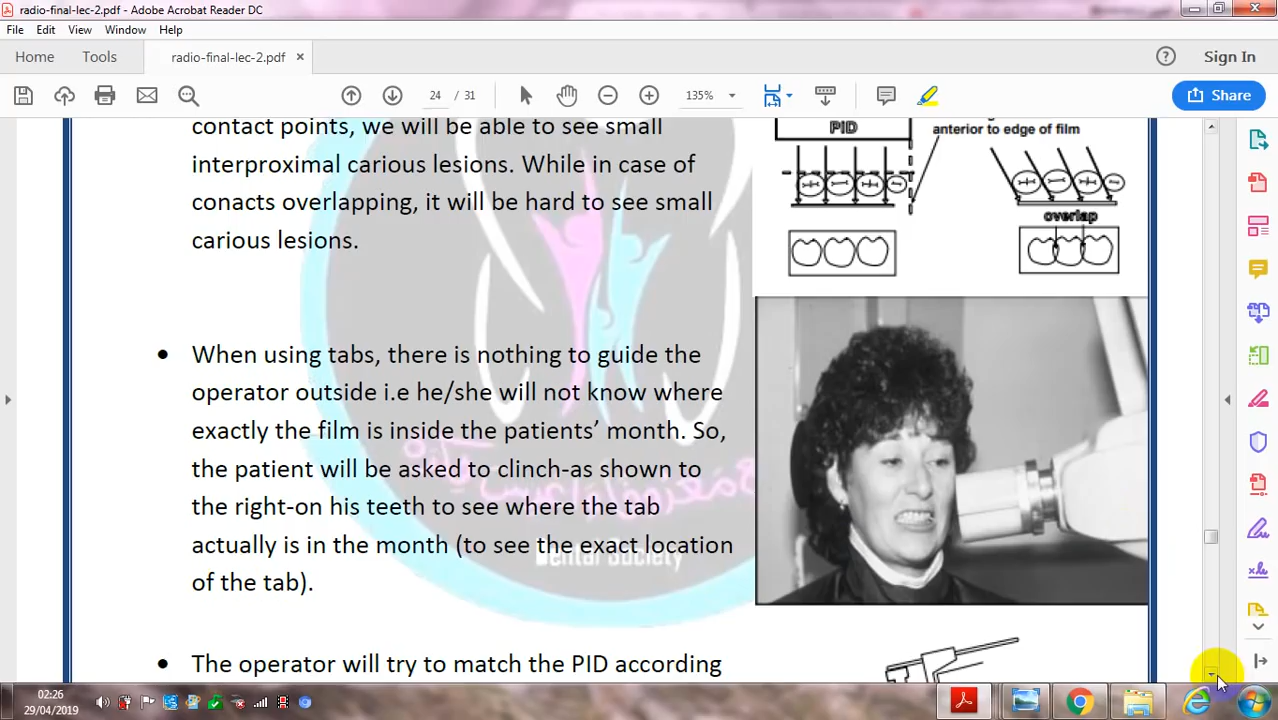 radio-final-lec-2.pdf - Adobe Acrobat Reader DC
File Edit View Window Help
Home Tools radio-final-lec-2.pdf × Sign In
24 / 31 135% Share
contact points, we will be able to see small
interproximal carious lesions. While in case of
conacts overlapping, it will be hard to see small
carious lesions.
PID
anterior to edge of film
overlap
• When using tabs, there is nothing to guide the
operator outside i.e he/she will not know where
exactly the film is inside the patients’ month. So,
the patient will be asked to clinch-as shown to
the right-on his teeth to see where the tab
actually is in the month (to see the exact location
of the tab).
Dental Society
• The operator will try to match the PID according
02:26
29/04/2019